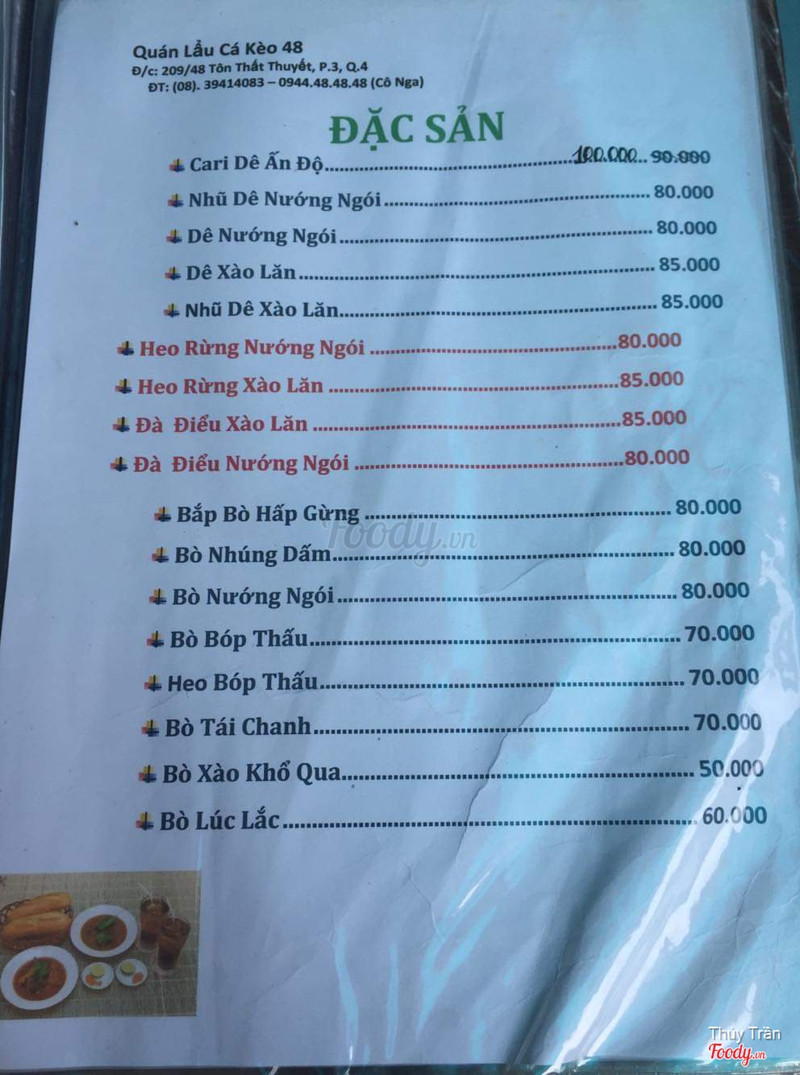 Quán Lẩu Cá Kèo 48
Đ/c: 209/48 Tôn Thất Thuyết, P.3, Q.4
ĐT: (08). 39414083 – 0944.48.48.48 (Cô Nga)
ĐẶC SẢN
Cari Dê Ấn Độ 100.000 90.000
Nhũ Dê Nướng Ngói 80.000
Dê Nướng Ngói 80.000
Dê Xào Lăn 85.000
Nhũ Dê Xào Lăn 85.000
Heo Rừng Nướng Ngói 80.000
Heo Rừng Xào Lăn 85.000
Đà Điểu Xào Lăn 85.000
Đà Điểu Nướng Ngói 80.000
Bắp Bò Hấp Gừng 80.000
Bò Nhúng Dấm 80.000
Bò Nướng Ngói 80.000
Bò Bóp Thấu 70.000
Heo Bóp Thấu 70.000
Bò Tái Chanh 70.000
Bò Xào Khổ Qua 50.000
Bò Lúc Lắc 60.000
Foody.vn
Thúy Trần
Foody.vn